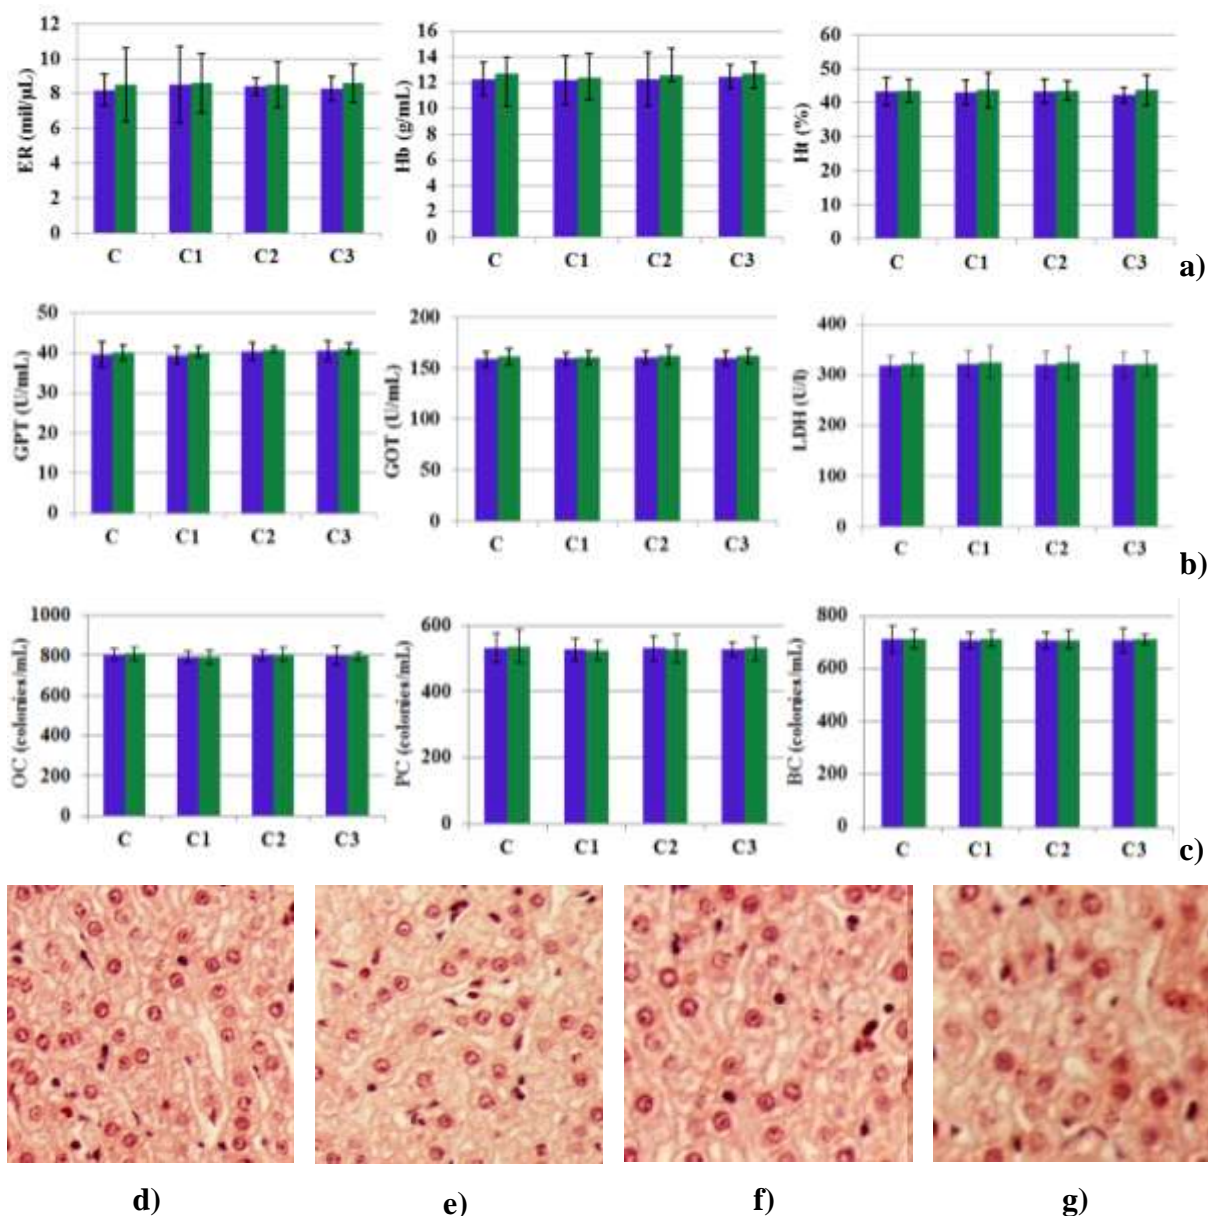 ER (mil/µL)
12
10
8
6
4
2
0
C C1 C2 C3
Hb (g/mL)
16
14
12
10
8
6
4
2
0
C C1 C2 C3
Ht (%)
60
50
40
30
20
10
0
C C1 C2 C3
a)
GPT (U/mL)
50
40
30
20
10
0
C C1 C2 C3
GOT (U/mL)
200
150
100
50
0
C C1 C2 C3
LDH (U/l)
400
300
200
100
0
C C1 C2 C3
b)
OC (colonies/mL)
1000
800
600
400
200
0
C C1 C2 C3
PC (colonies/mL)
600
400
200
0
C C1 C2 C3
BC (colonies/mL)
800
600
400
200
0
C C1 C2 C3
c)
d) e) f) g)